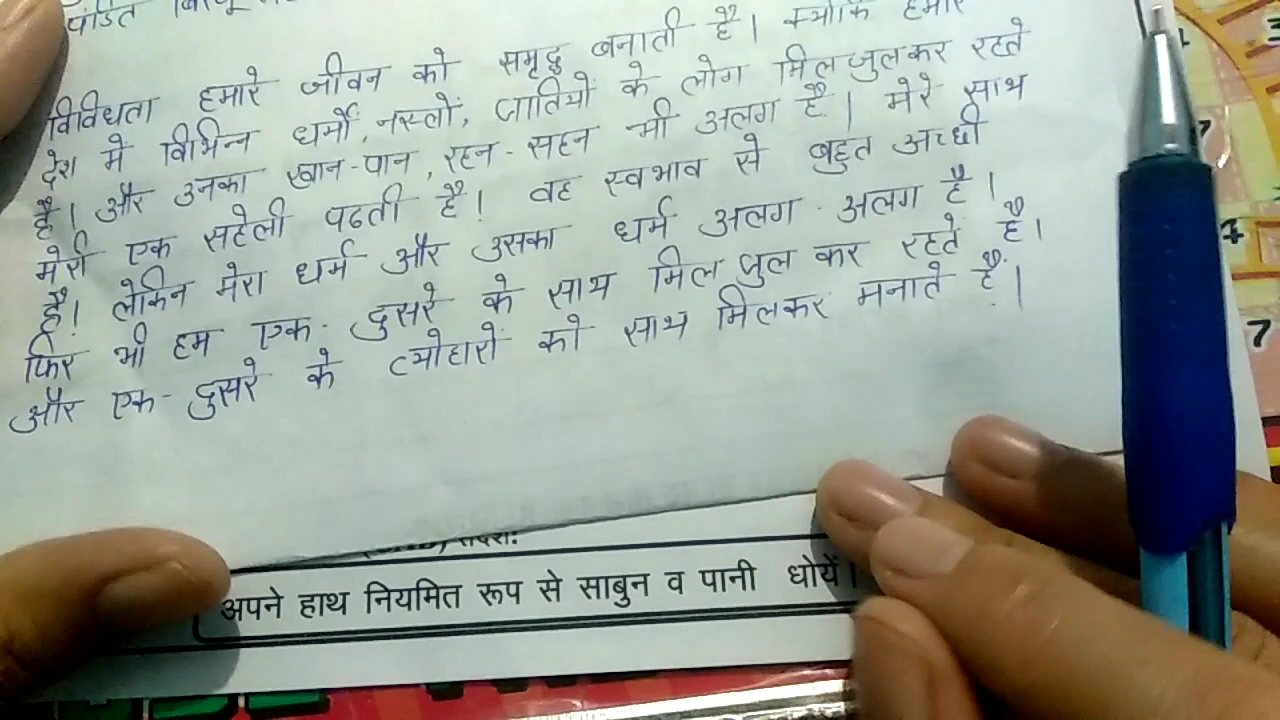 पंडित
विविधता हमारे जीवन को समृद्ध बनाती है। क्योंकि हमारे
देश मे विभिन्न धर्मों, नस्लों, जातियों के लोग मिलजुलकर रहते
है। और उनका खान-पान, रहन-सहन भी अलग है। मेरे साथ
मेरी एक सहेली पढती है। वह स्वभाव से बहुत अच्छी
है। लेकिन मेरा धर्म और उसका धर्म अलग-अलग है।
फिर भी हम एक-दुसरे के साथ मिलजुल कर रहते है।
और एक-दुसरे के त्योहारों को साथ मिलकर मनाते हैं।
अपने हाथ नियमित रूप से साबुन व पानी धोयें।